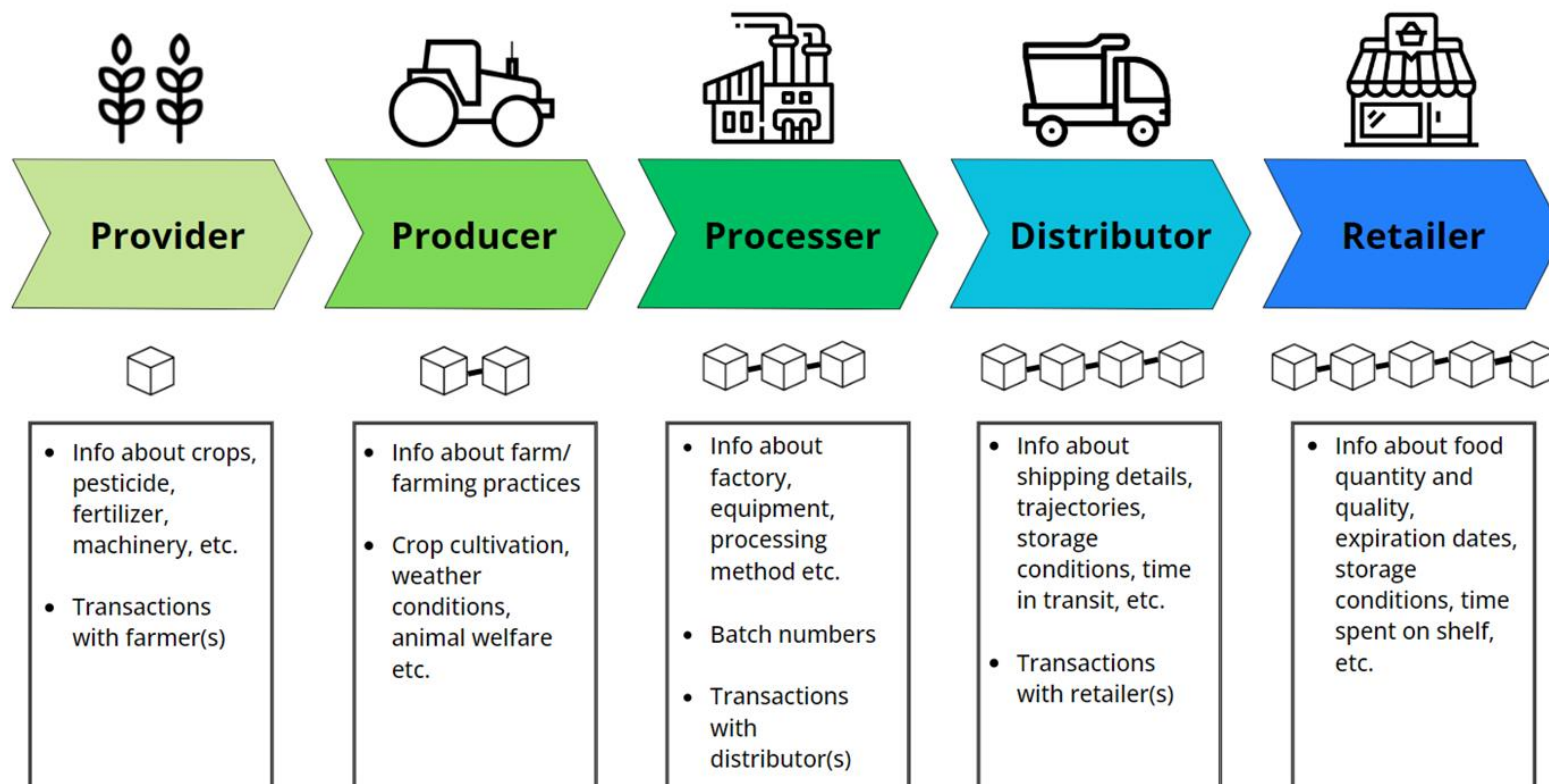 Provider
Producer
Processer
Distributor
Retailer
• Info about crops,
pesticide,
fertilizer,
machinery, etc.
• Transactions
with farmer(s)
• Info about farm/
farming practices
• Crop cultivation,
weather
conditions,
animal welfare
etc.
• Info about
factory,
equipment,
processing
method etc.
• Batch numbers
• Transactions
with
distributor(s)
• Info about
shipping details,
trajectories,
storage
conditions, time
in transit, etc.
• Transactions
with retailer(s)
• Info about food
quantity and
quality,
expiration dates,
storage
conditions, time
spent on shelf,
etc.